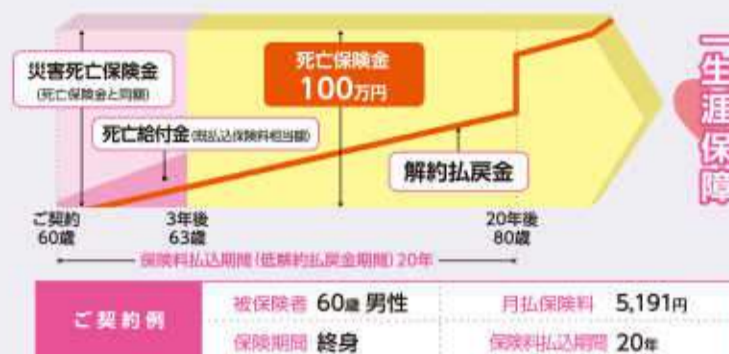 災害死亡保険金
(死亡保険金と同額)
死亡保険金
100万円
死亡給付金(既払込保険料相当額)
解約払戻金
一生涯保障
ご契約
60歳
3年後
63歳
20年後
80歳
保険料払込期間(低解約払戻金期間)20年
ご契約例
被保険者 60歳 男性
月払保険料 5,191円
保険期間 終身
保険料払込期間 20年